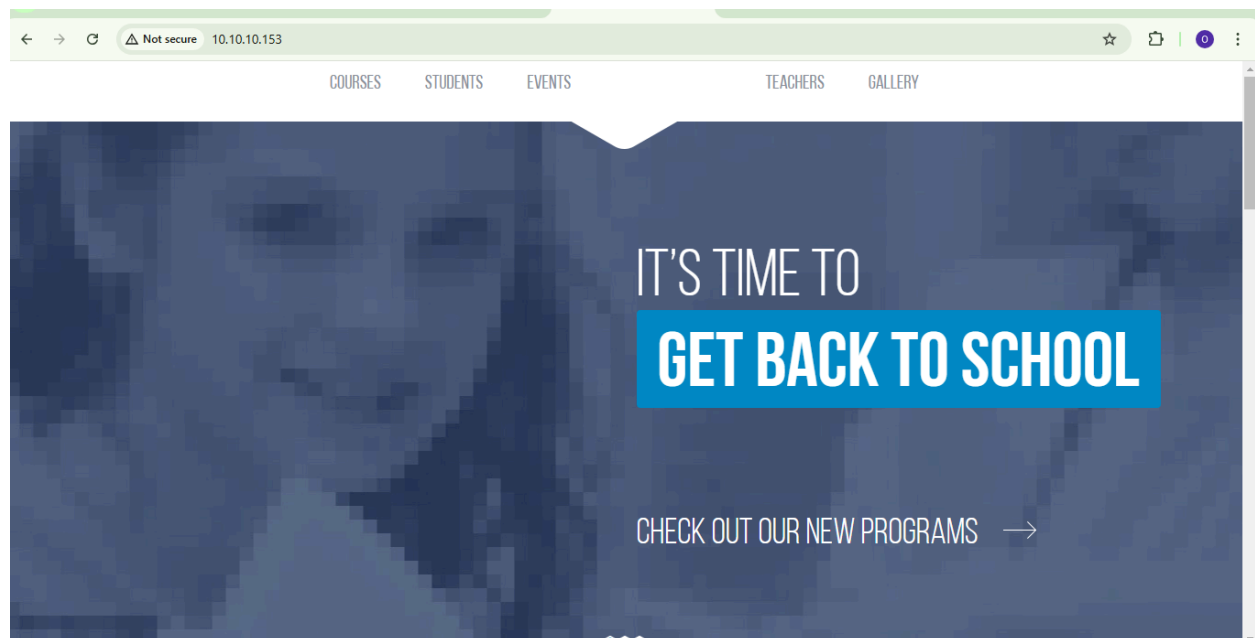 Not secure 10.10.10.153
O
COURSES STUDENTS EVENTS TEACHERS GALLERY
IT’S TIME TO
GET BACK TO SCHOOL
CHECK OUT OUR NEW PROGRAMS